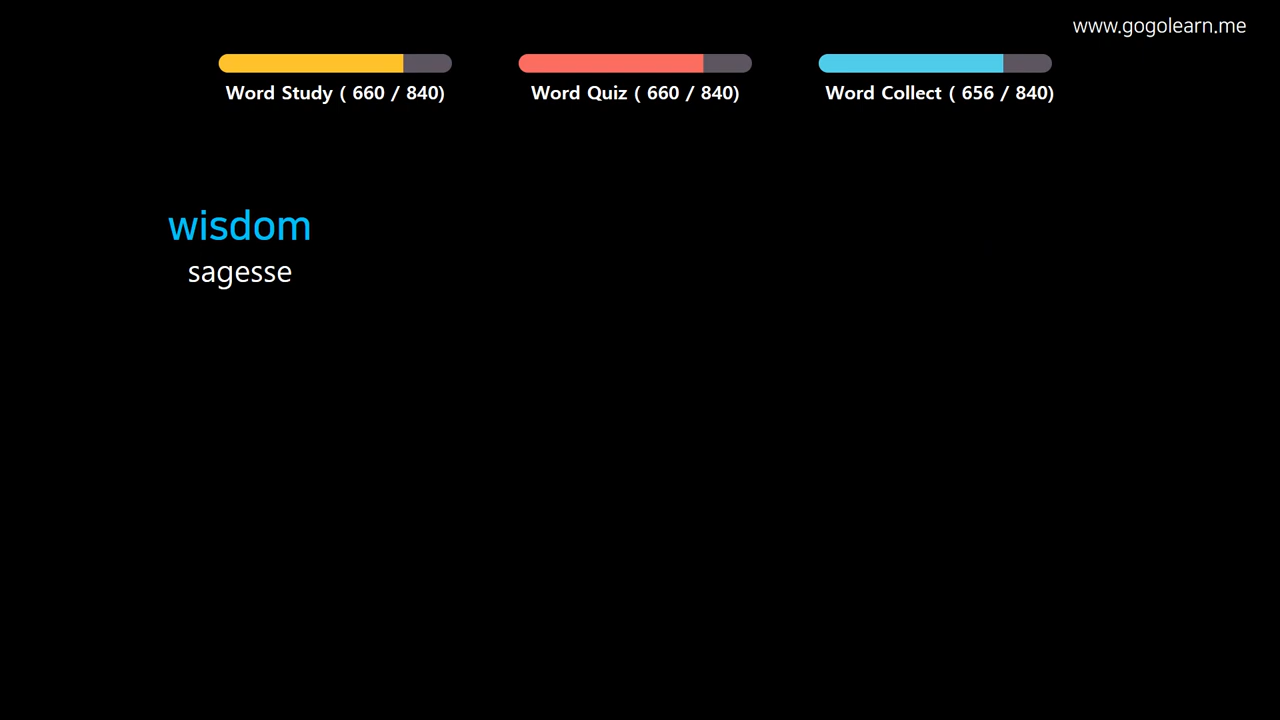 www.gogolearn.me
Word Study ( 660 / 840)
Word Quiz ( 660 / 840)
Word Collect ( 656 / 840)
wisdom
sagesse